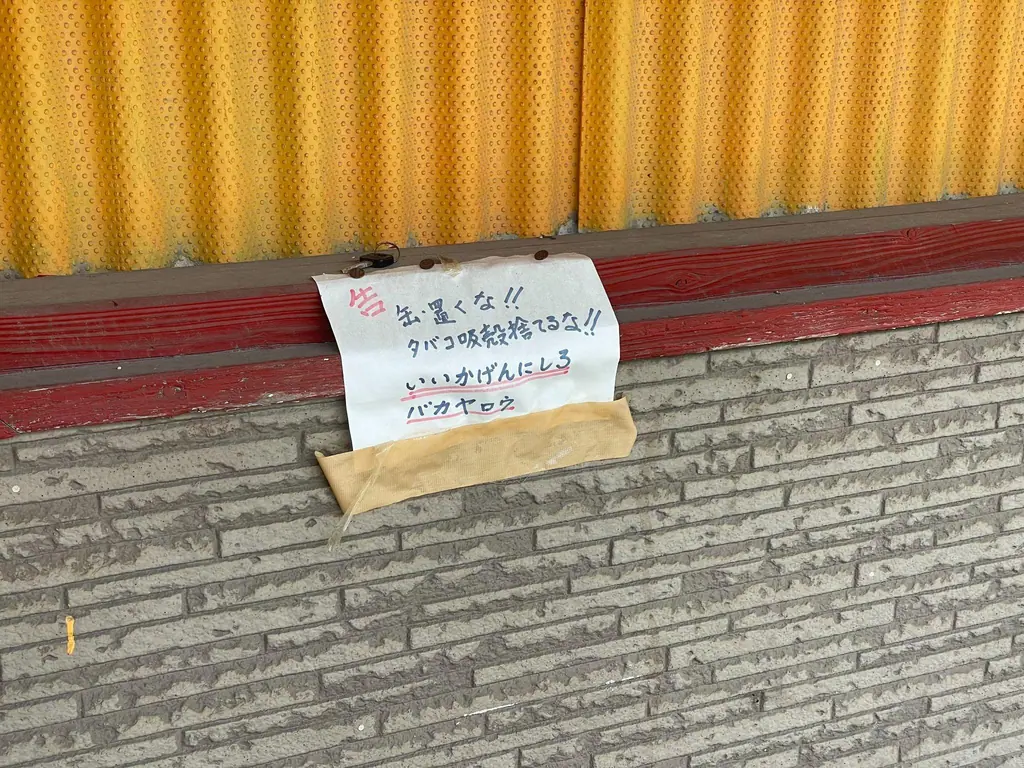 告 缶・置くな!!
タバコ吸殻捨てるな!!
いいかげんにしろ
バカヤロウ